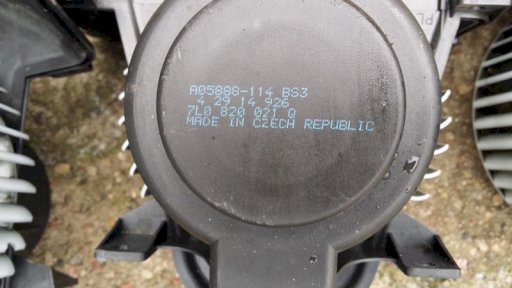 A05888-114 BS3
4 29 14 926
7L0 820 021 Q
MADE IN CZECH REPUBLIC